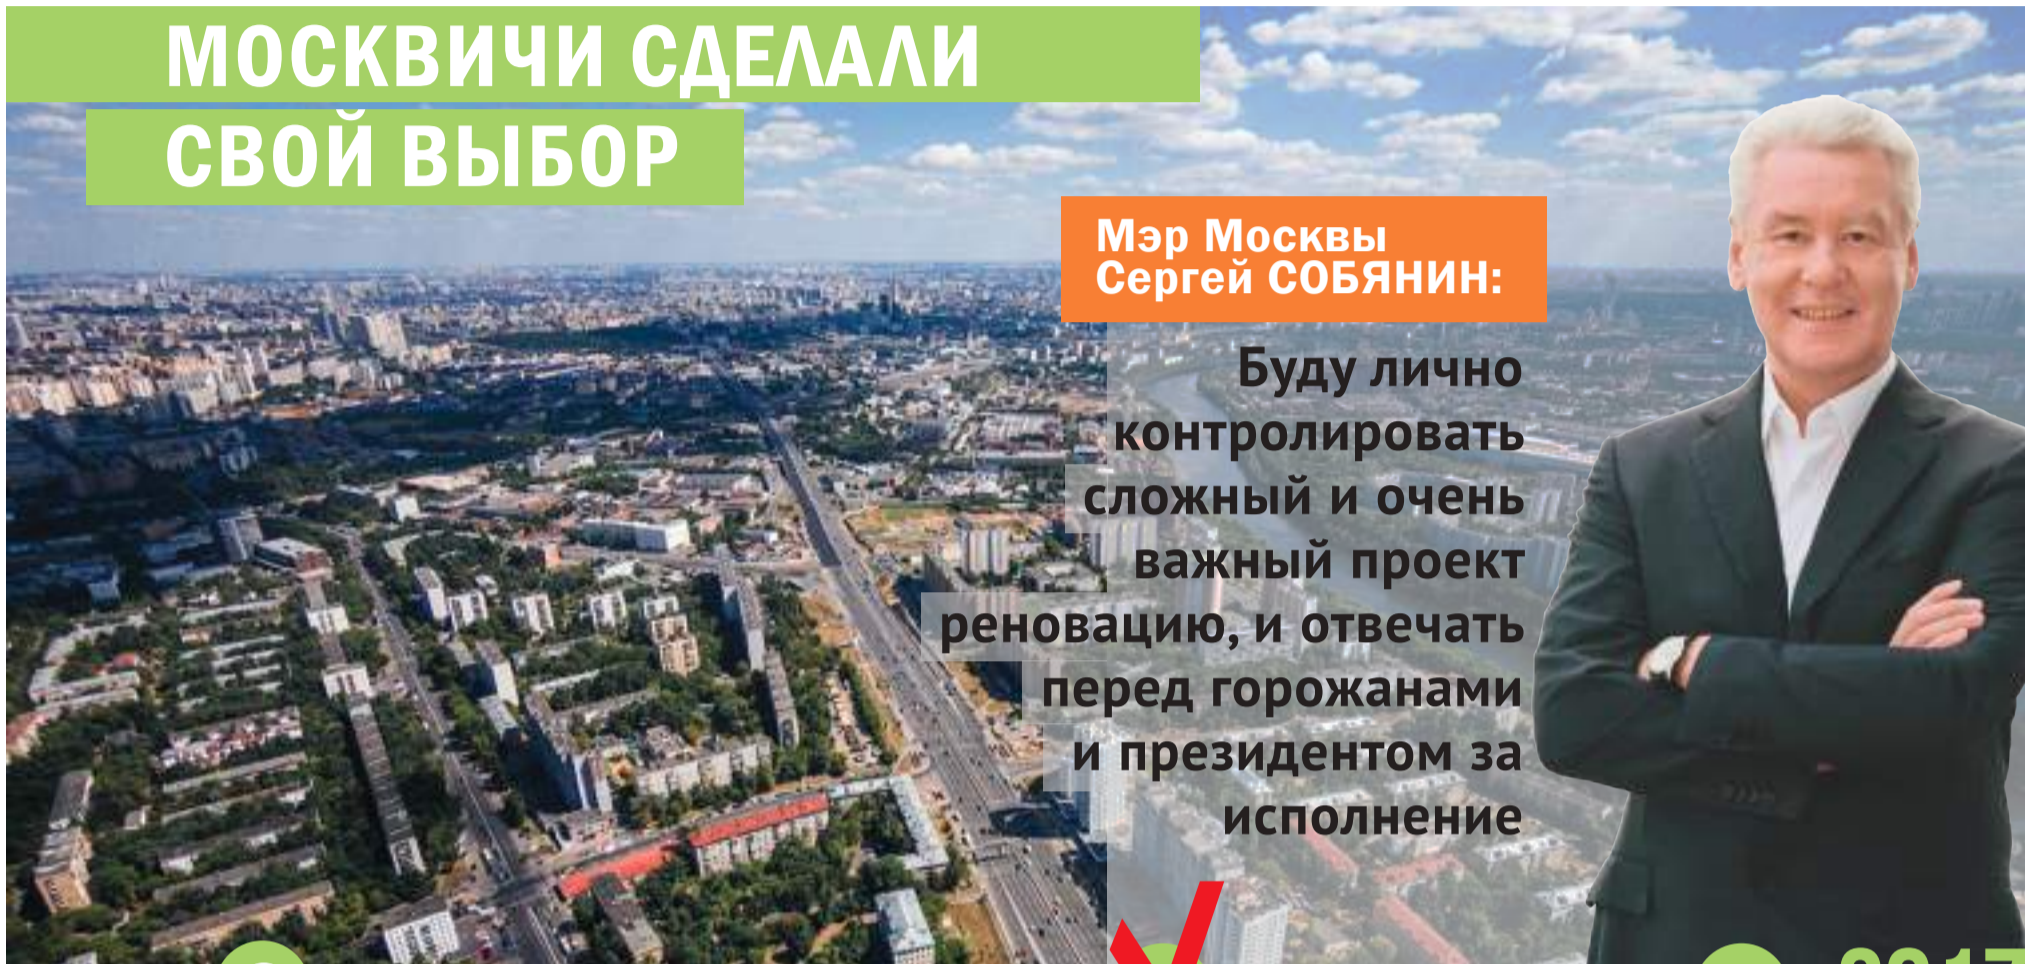 МОСКВИЧИ СДЕЛАЛИ
СВОЙ ВЫБОР
Мэр Москвы
Сергей СОБЯНИН:
Буду лично
контролировать
сложный и очень
важный проект
реновацию, и отвечать
перед горожанами
и президентом за
исполнение